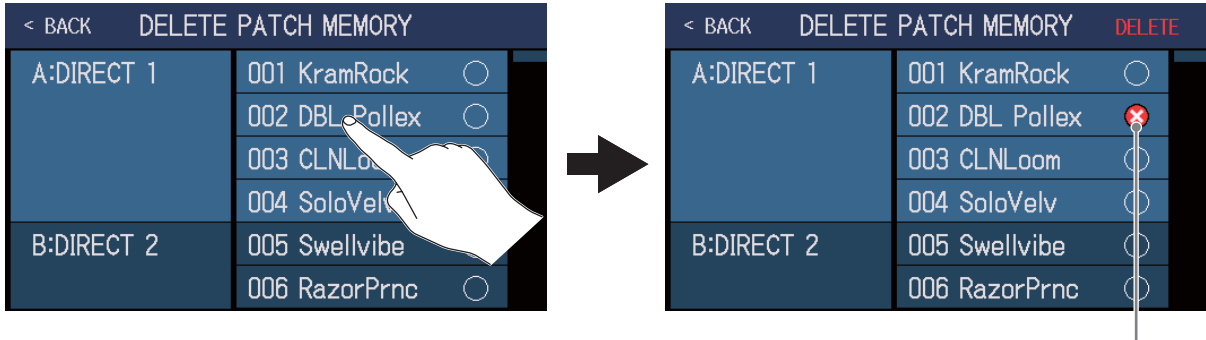 < BACK DELETE PATCH MEMORY
A:DIRECT 1
001 KramRock
002 DBL Pollex
003 CLNLo
004 SoloVelv
B:DIRECT 2
005 Swellvibe
006 RazorPrnc
< BACK DELETE PATCH MEMORY DELETE
A:DIRECT 1
001 KramRock
002 DBL Pollex
003 CLNLoom
004 SoloVelv
B:DIRECT 2
005 Swellvibe
006 RazorPrnc